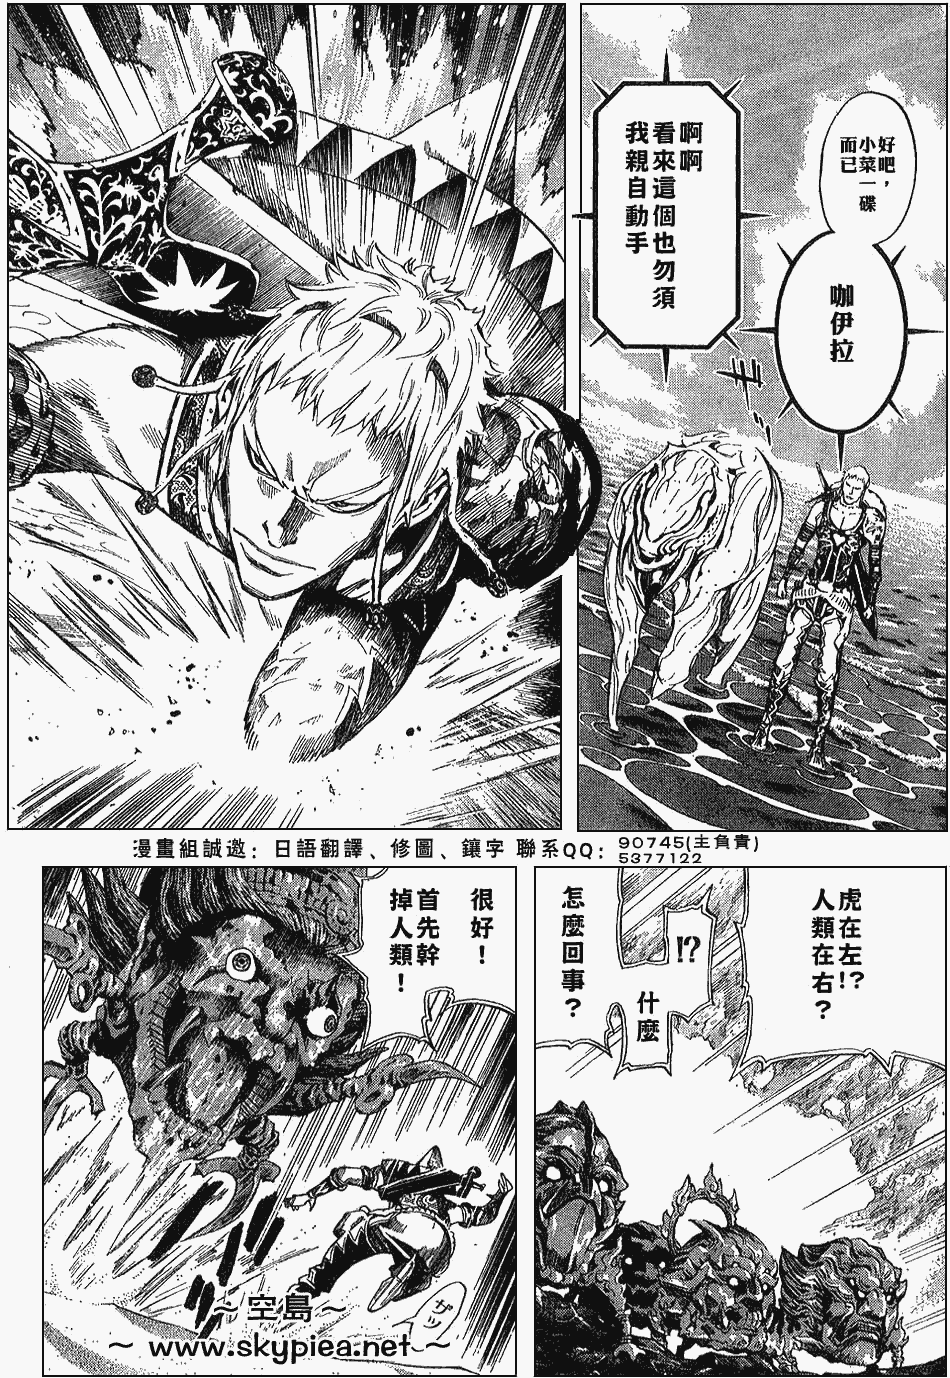 好吧，
小菜一碟
而已
咖伊拉
啊啊
看來這個也勿須
我親自動手
漫畫組誠邀：日語翻譯、修圖、鑲字 聯系QQ：90745(主負責)
5377122
虎在左!?
人類在右?
!?
什麼
怎麼回事?
很好!
首先幹
掉人類!
ザッ
~ 空島 ~
~ www.skypiea.net ~